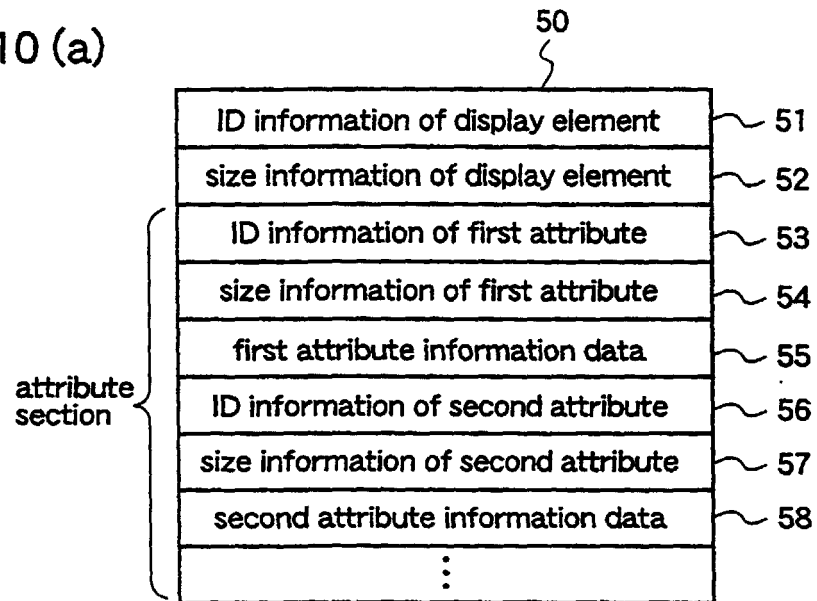 10 (a)
50
ID information of display element 51
size information of display element 52
ID information of first attribute 53
size information of first attribute 54
first attribute information data 55
attribute
section
ID information of second attribute 56
size information of second attribute 57
second attribute information data 58
⋮